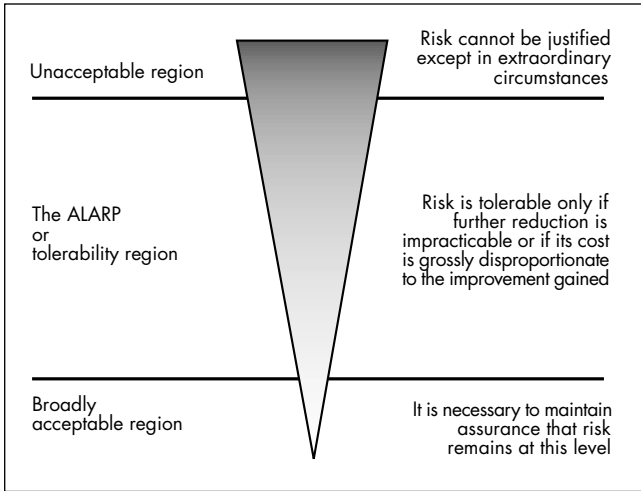 Unacceptable region
Risk cannot be justified
except in extraordinary
circumstances
The ALARP
or
tolerability region
Risk is tolerable only if
further reduction is
impracticable or if its cost
is grossly disproportionate
to the improvement gained
Broadly
acceptable region
It is necessary to maintain
assurance that risk
remains at this level